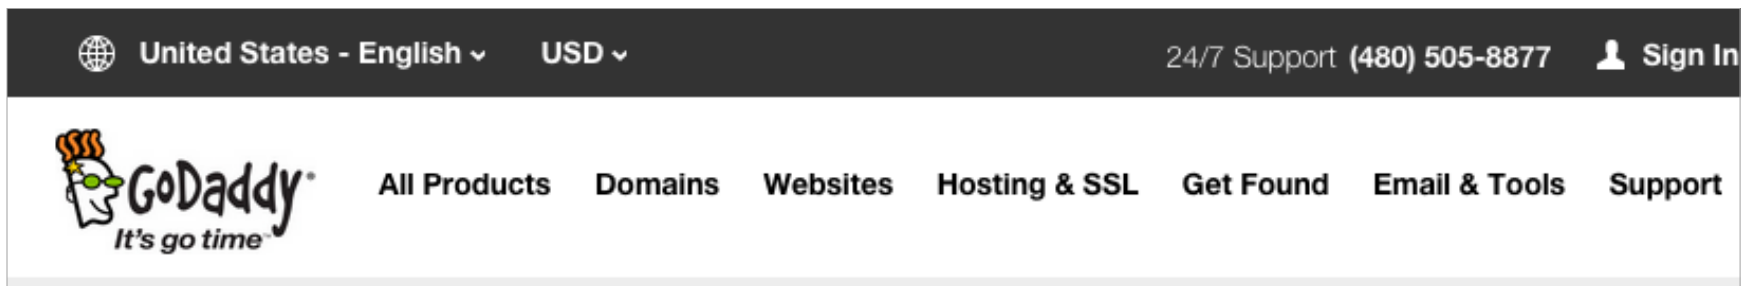 United States - English USD 24/7 Support (480) 505-8877 Sign In
GoDaddy
All Products Domains Websites Hosting & SSL Get Found Email & Tools Support
It's go time